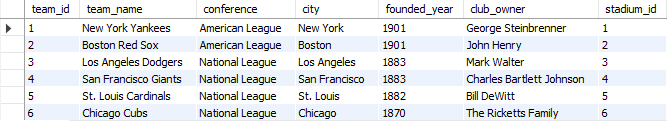 team_id team_name conference city founded_year club_owner stadium_id
1 New York Yankees American League New York 1901 George Steinbrenner 1
2 Boston Red Sox American League Boston 1901 John Henry 2
3 Los Angeles Dodgers National League Los Angeles 1883 Mark Walter 3
4 San Francisco Giants National League San Francisco 1883 Charles Bartlett Johnson 4
5 St. Louis Cardinals National League St. Louis 1882 Bill DeWitt 5
6 Chicago Cubs National League Chicago 1870 The Ricketts Family 6